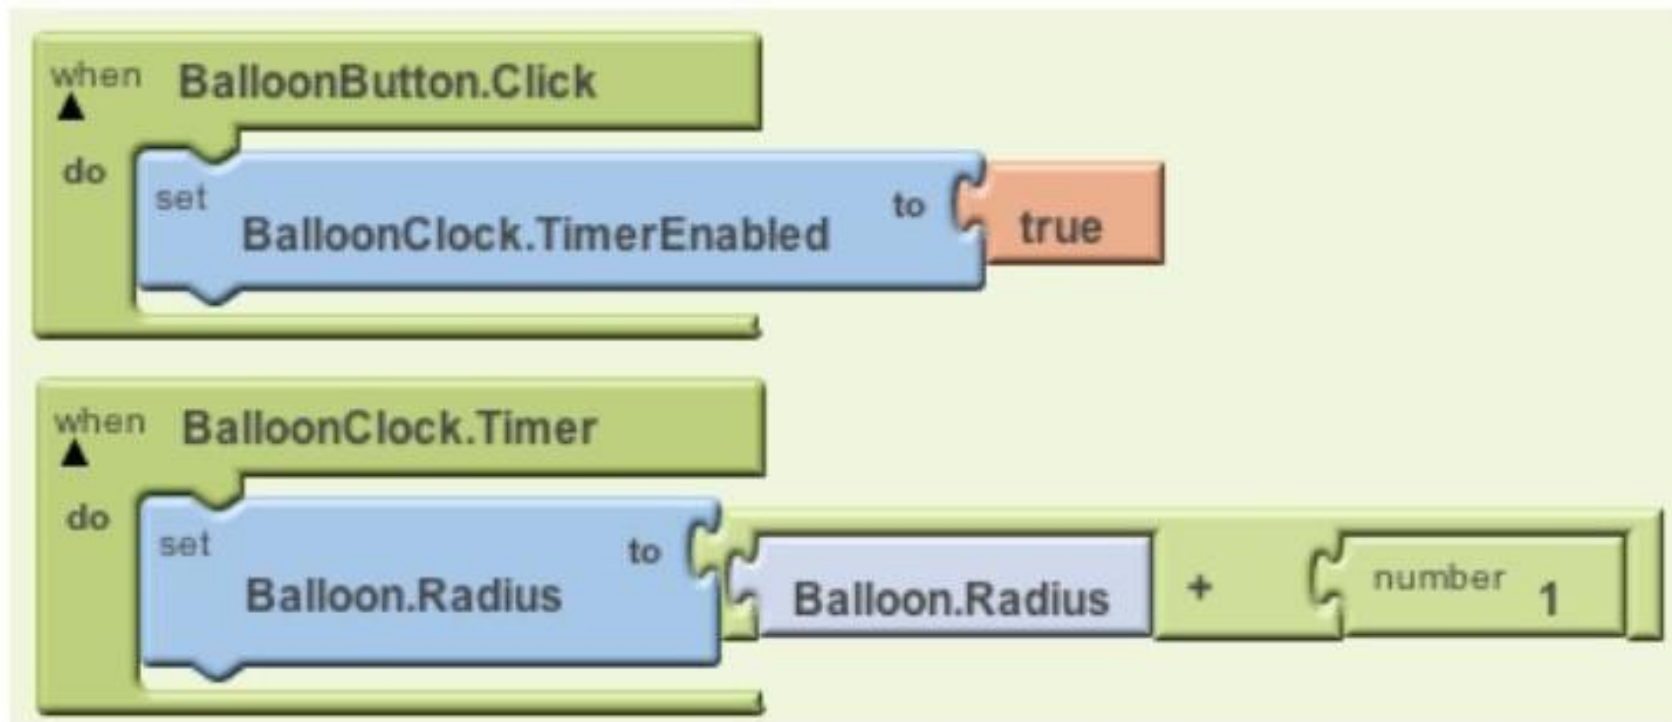 when BalloonButton.Click
do
set BalloonClock.TimerEnabled to true
when BalloonClock.Timer
do
set Balloon.Radius to Balloon.Radius + number 1